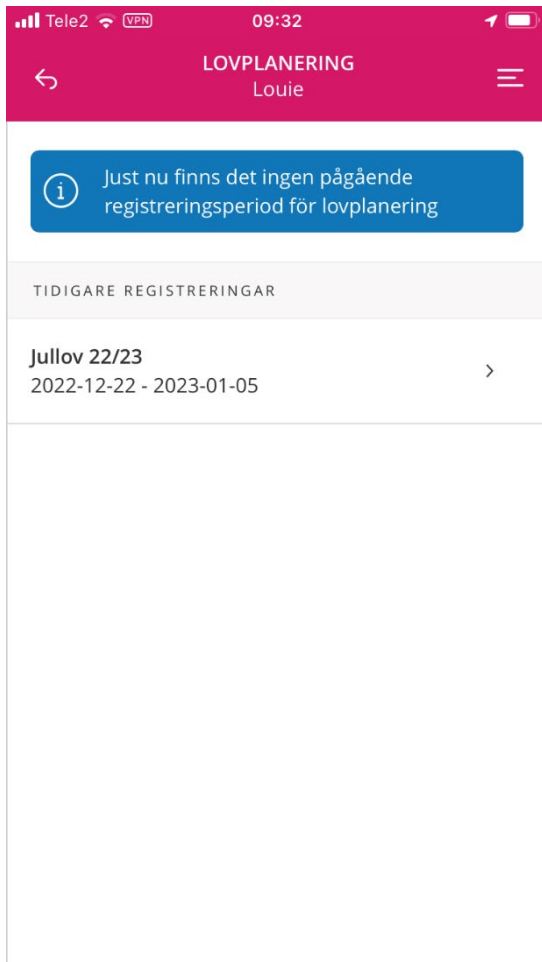 Tele2 VPN 09:32
LOVPLANERING
Louie
Just nu finns det ingen pågående
registreringsperiod för lovplanering
TIDIGARE REGISTRERINGAR
Jullov 22/23
2022-12-22 - 2023-01-05